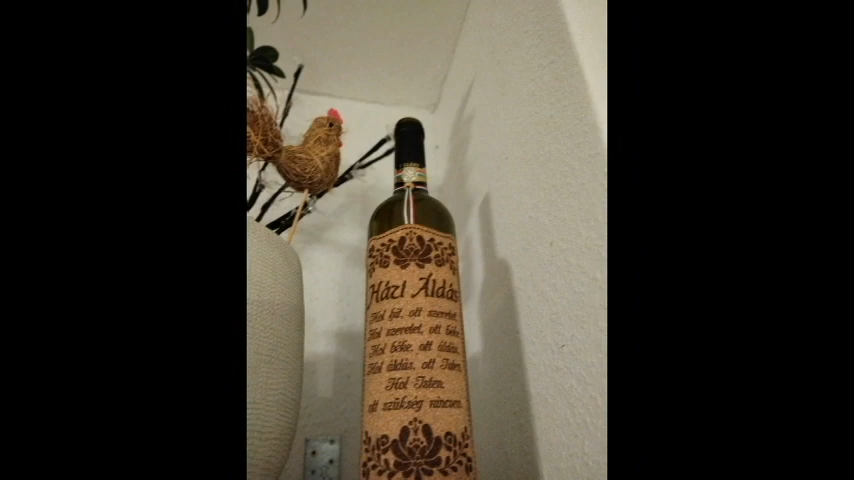 Házi Áldás
Hol hit, ott szeretet,
Hol szeretet, ott béke,
Hol béke, ott áldás,
Hol áldás, ott Isten,
Hol Isten,
ott szükség nincsen.